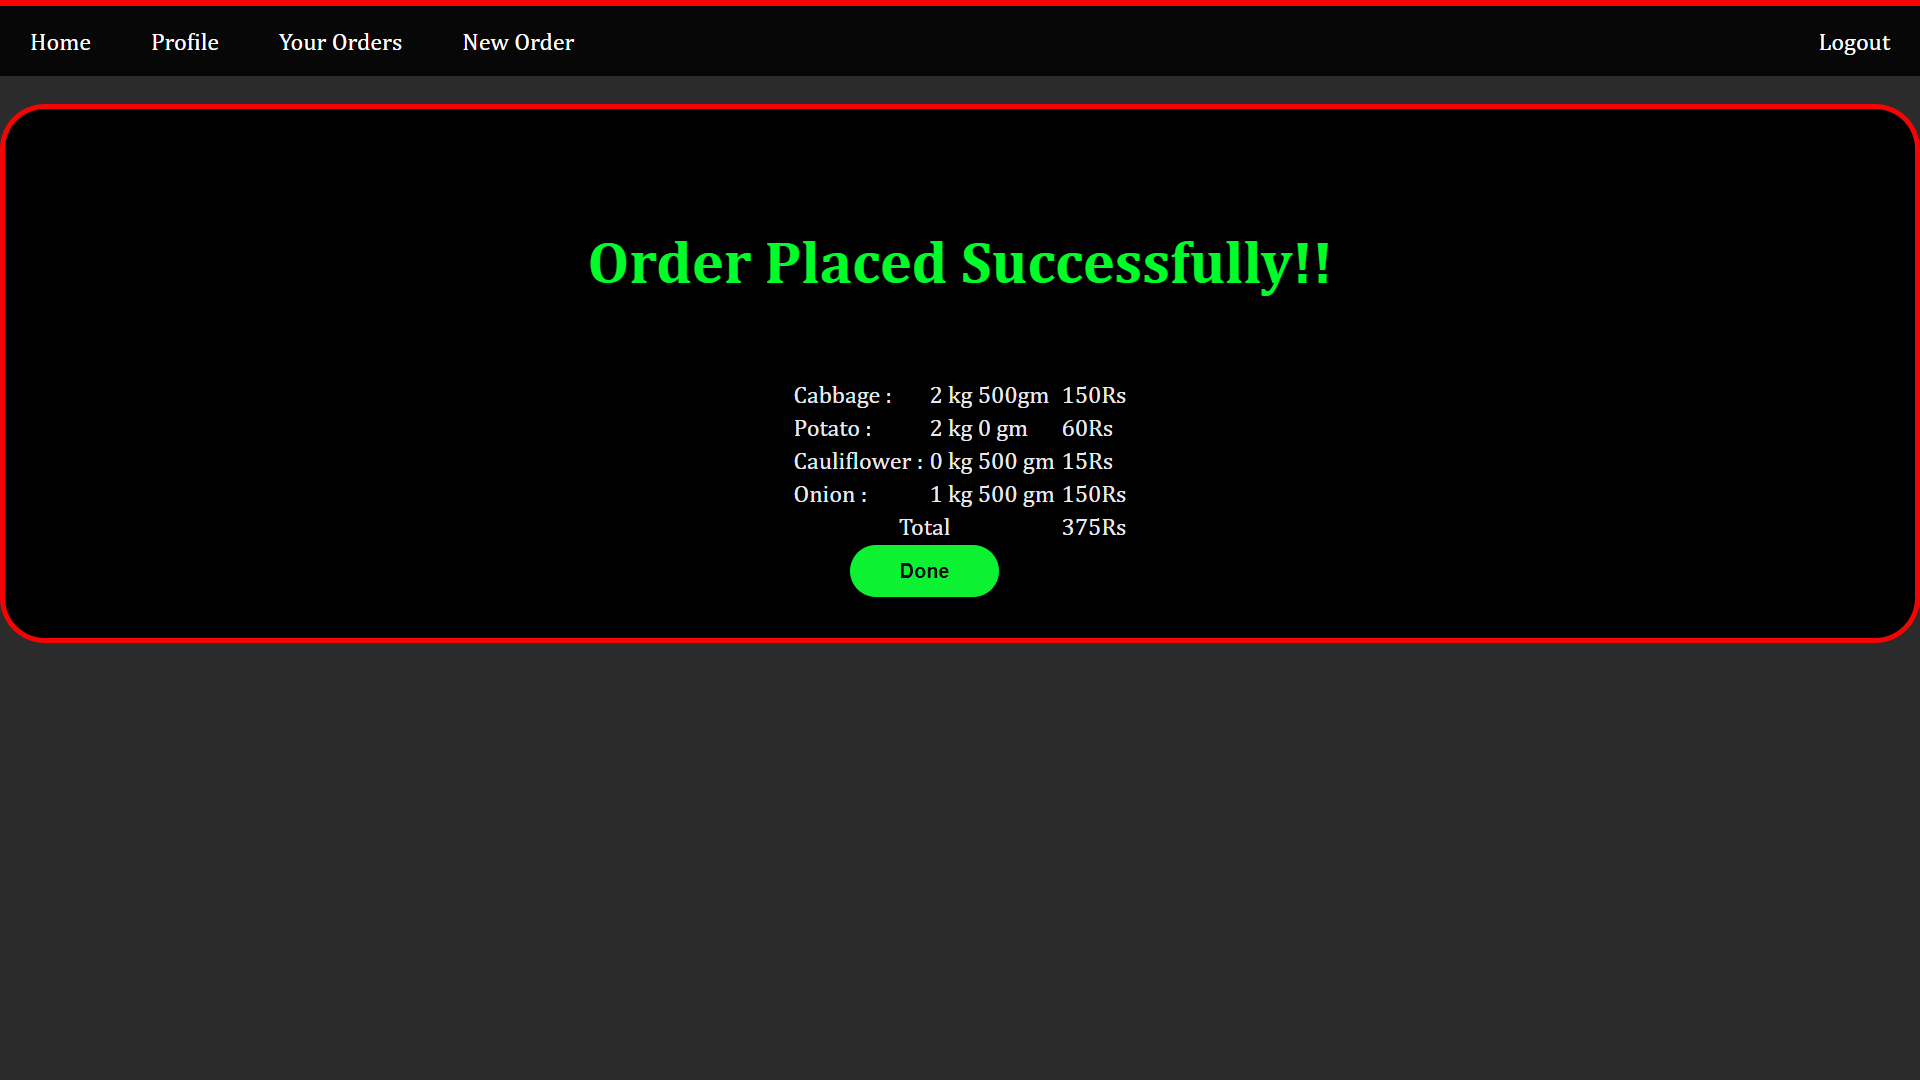 Home Profile Your Orders New Order Logout
Order Placed Successfully!!
Cabbage : 2 kg 500gm 150Rs
Potato : 2 kg 0 gm 60Rs
Cauliflower : 0 kg 500 gm 15Rs
Onion : 1 kg 500 gm 150Rs
Total 375Rs
Done